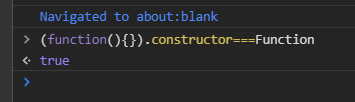 Navigated to about:blank
> (function(){}).constructor===Function
<· true
>